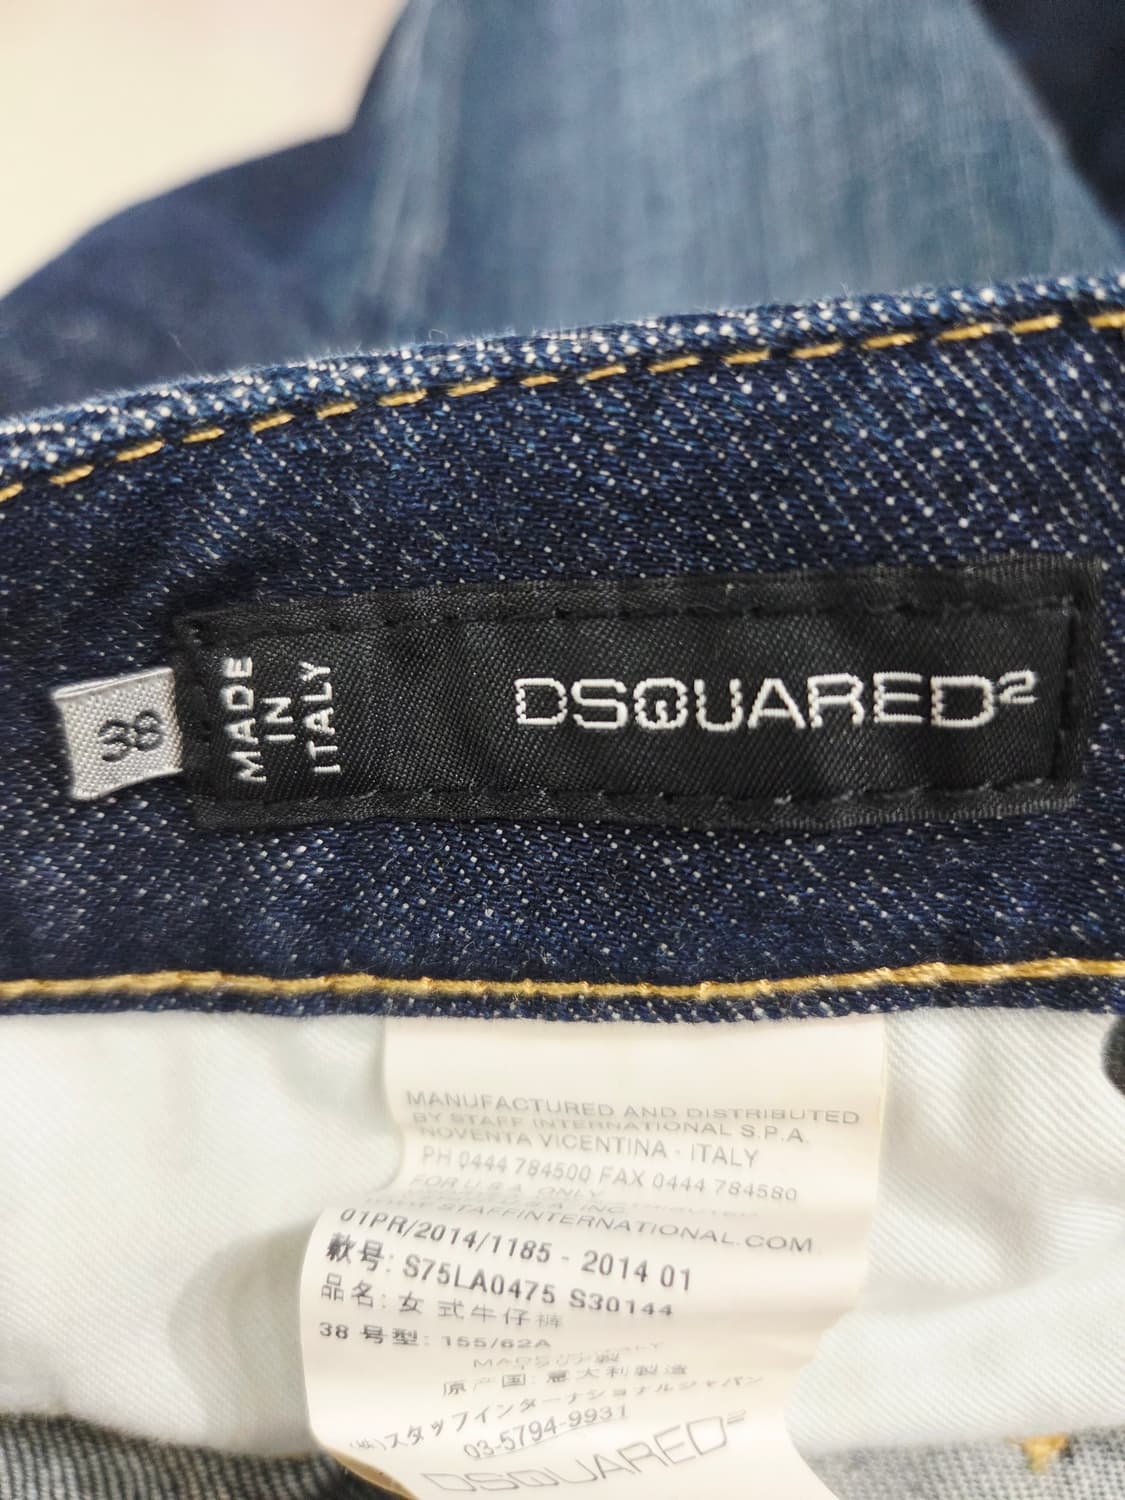 38
MADE
IN
ITALY
DSQUARED2
MANUFACTURED AND DISTRIBUTED
BY STAFF INTERNATIONAL S.P.A.
NOVENTA VICENTINA - ITALY
PH 0444 784500 FAX 0444 784580
FOR U.S.A. ONLY
WWW.STAFFINTERNATIONAL.COM
01PR/2014/1185 - 2014 01
款号: S75LA0475 S30144
品名: 女式牛仔裤
38 号型: 155/62A
原产国: 意大利製造
(株)スタッフインターナショナルジャパン
03-5794-9931
DSQUARED2